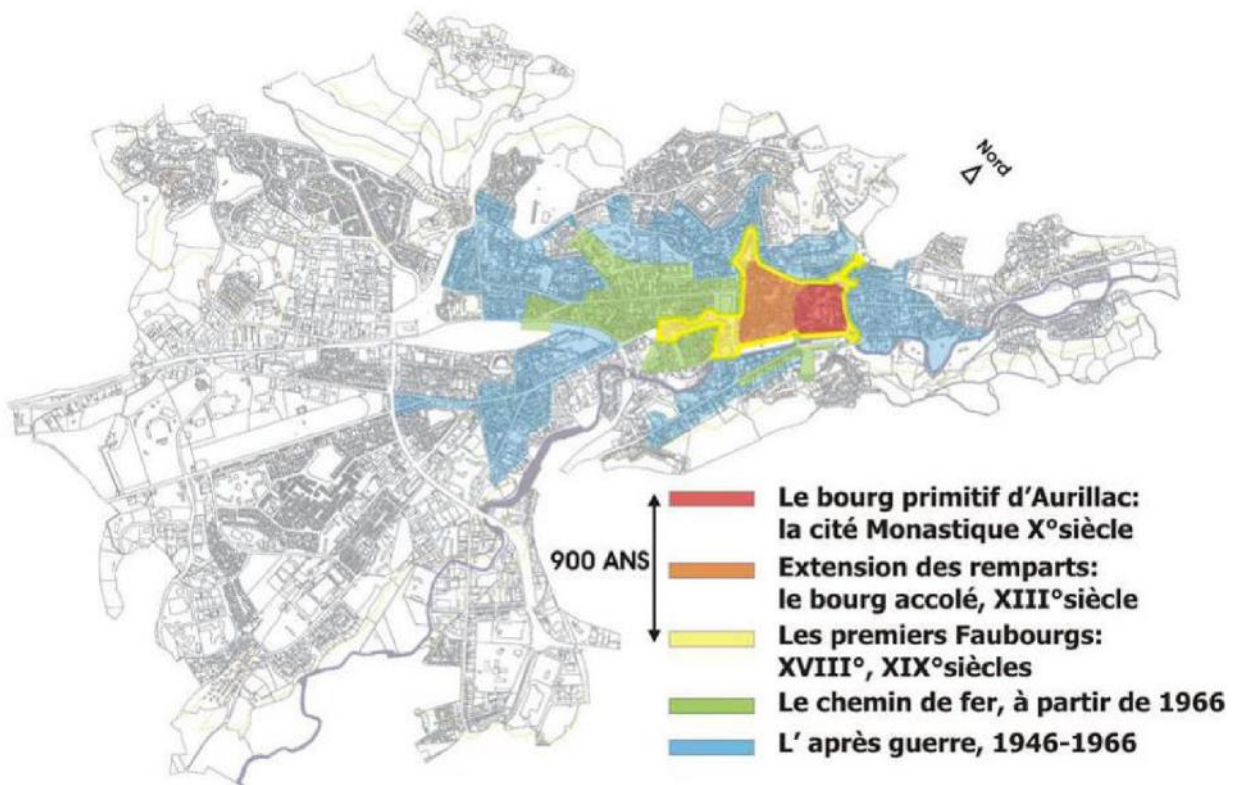 Nord
900 ANS
Le bourg primitif d'Aurillac:
la cité Monastique X°siècle
Extension des remparts:
le bourg accolé, XIII°siècle
Les premiers Faubourgs:
XVIII°, XIX°siècles
Le chemin de fer, à partir de 1966
L' après guerre, 1946-1966